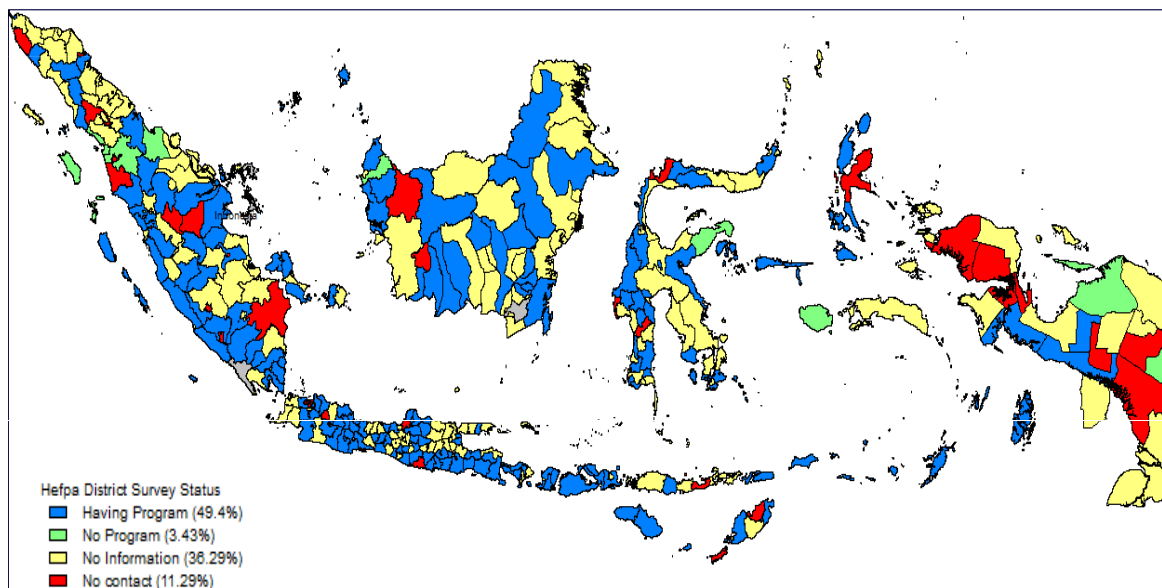 Indonesia
Hefpa District Survey Status
Having Program (49.4%)
No Program (3.43%)
No Information (36.29%)
No contact (11.29%)